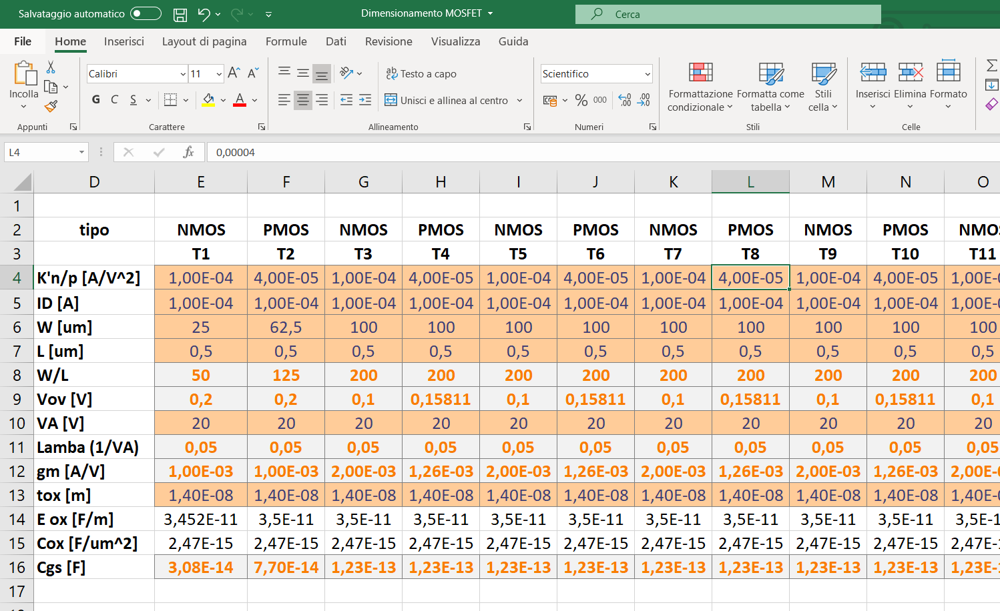 Salvataggio automatico
Dimensionamento MOSFET
Cerca
File Home Inserisci Layout di pagina Formule Dati Revisione Visualizza Guida
Incolla
Appunti
Calibri 11
G C S
A A
Carattere
ab Testo a capo
Unisci e allinea al centro
Allineamento
Scientifico
% 000
Numeri
Formattazione condizionale
Formatta come tabella
Stili cella
Stili
Inserisci Elimina Formato
Celle
L4 fx 0,00004
D E F G H I J K L M N O
1
2 tipo NMOS PMOS NMOS PMOS NMOS PMOS NMOS PMOS NMOS PMOS NMOS
3 T1 T2 T3 T4 T5 T6 T7 T8 T9 T10 T11
4 K'n/p [A/V^2] 1,00E-04 4,00E-05 1,00E-04 4,00E-05 1,00E-04 4,00E-05 1,00E-04 4,00E-05 1,00E-04 4,00E-05 1,00E-
5 ID [A] 1,00E-04 1,00E-04 1,00E-04 1,00E-04 1,00E-04 1,00E-04 1,00E-04 1,00E-04 1,00E-04 1,00E-04 1,00E-
6 W [um] 25 62,5 100 100 100 100 100 100 100 100 100
7 L [um] 0,5 0,5 0,5 0,5 0,5 0,5 0,5 0,5 0,5 0,5 0,5
8 W/L 50 125 200 200 200 200 200 200 200 200 200
9 Vov [V] 0,2 0,2 0,1 0,15811 0,1 0,15811 0,1 0,15811 0,1 0,15811 0,1
10 VA [V] 20 20 20 20 20 20 20 20 20 20 20
11 Lamba (1/VA) 0,05 0,05 0,05 0,05 0,05 0,05 0,05 0,05 0,05 0,05 0,05
12 gm [A/V] 1,00E-03 1,00E-03 2,00E-03 1,26E-03 2,00E-03 1,26E-03 2,00E-03 1,26E-03 2,00E-03 1,26E-03 2,00E-
13 tox [m] 1,40E-08 1,40E-08 1,40E-08 1,40E-08 1,40E-08 1,40E-08 1,40E-08 1,40E-08 1,40E-08 1,40E-08 1,40E-
14 E ox [F/m] 3,452E-11 3,5E-11 3,5E-11 3,5E-11 3,5E-11 3,5E-11 3,5E-11 3,5E-11 3,5E-11 3,5E-11 3,5E-1
15 Cox [F/um^2] 2,47E-15 2,47E-15 2,47E-15 2,47E-15 2,47E-15 2,47E-15 2,47E-15 2,47E-15 2,47E-15 2,47E-15 2,47E-
16 Cgs [F] 3,08E-14 7,70E-14 1,23E-13 1,23E-13 1,23E-13 1,23E-13 1,23E-13 1,23E-13 1,23E-13 1,23E-13 1,23E-
17